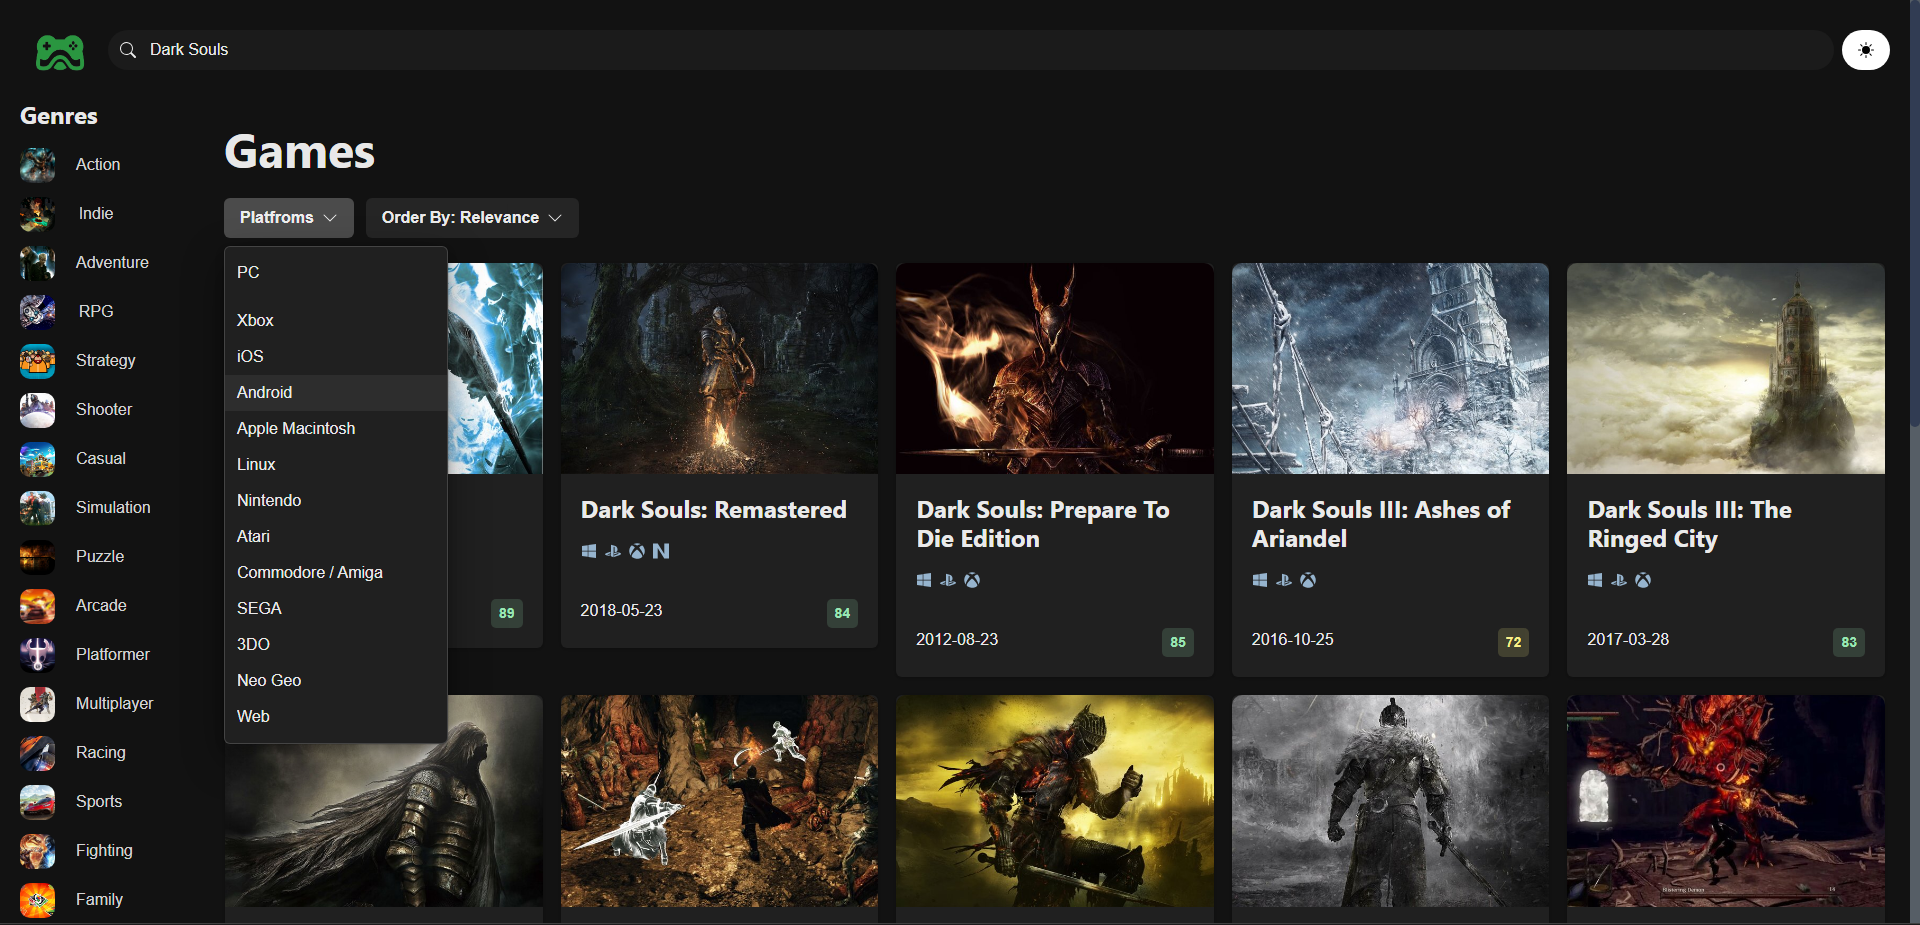 Dark Souls
Genres
Action
Indie
Adventure
RPG
Strategy
Shooter
Casual
Simulation
Puzzle
Arcade
Platformer
Multiplayer
Racing
Sports
Fighting
Family
Games
Platfroms
Order By: Relevance
PC
Xbox
iOS
Android
Apple Macintosh
Linux
Nintendo
Atari
Commodore / Amiga
SEGA
3DO
Neo Geo
Web
89
Dark Souls: Remastered
2018-05-23
84
Dark Souls: Prepare To
Die Edition
2012-08-23
85
Dark Souls III: Ashes of
Ariandel
2016-10-25
72
Dark Souls III: The
Ringed City
2017-03-28
83